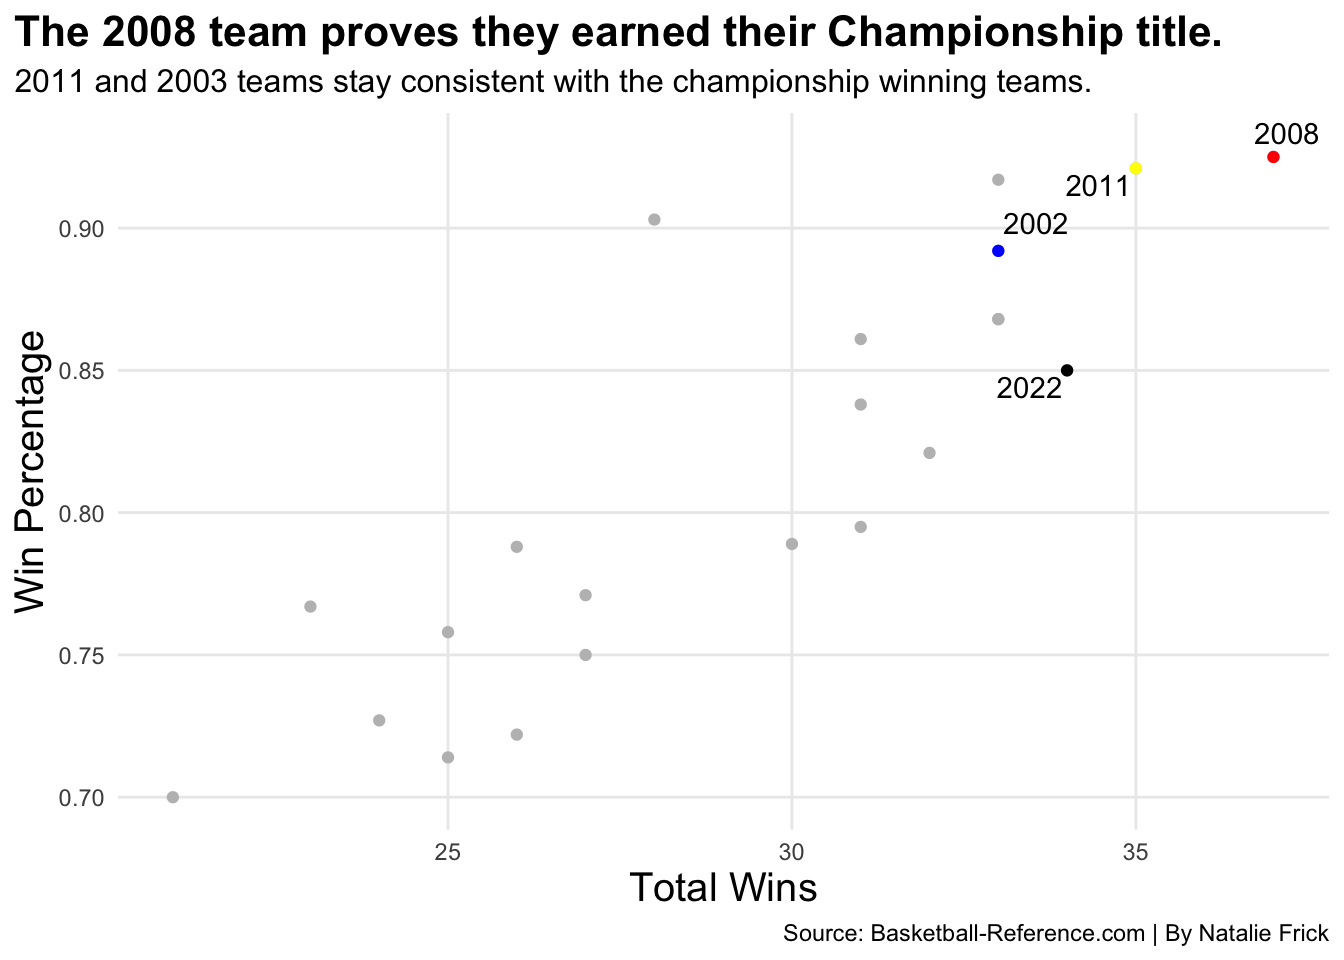 The 2008 team proves they earned their Championship title.
2011 and 2003 teams stay consistent with the championship winning teams.
2008
2011
2002
0.90
0.85
2022
0.80
0.75
0.70
Win Percentage
25 30 35
Total Wins
Source: Basketball-Reference.com | By Natalie Frick